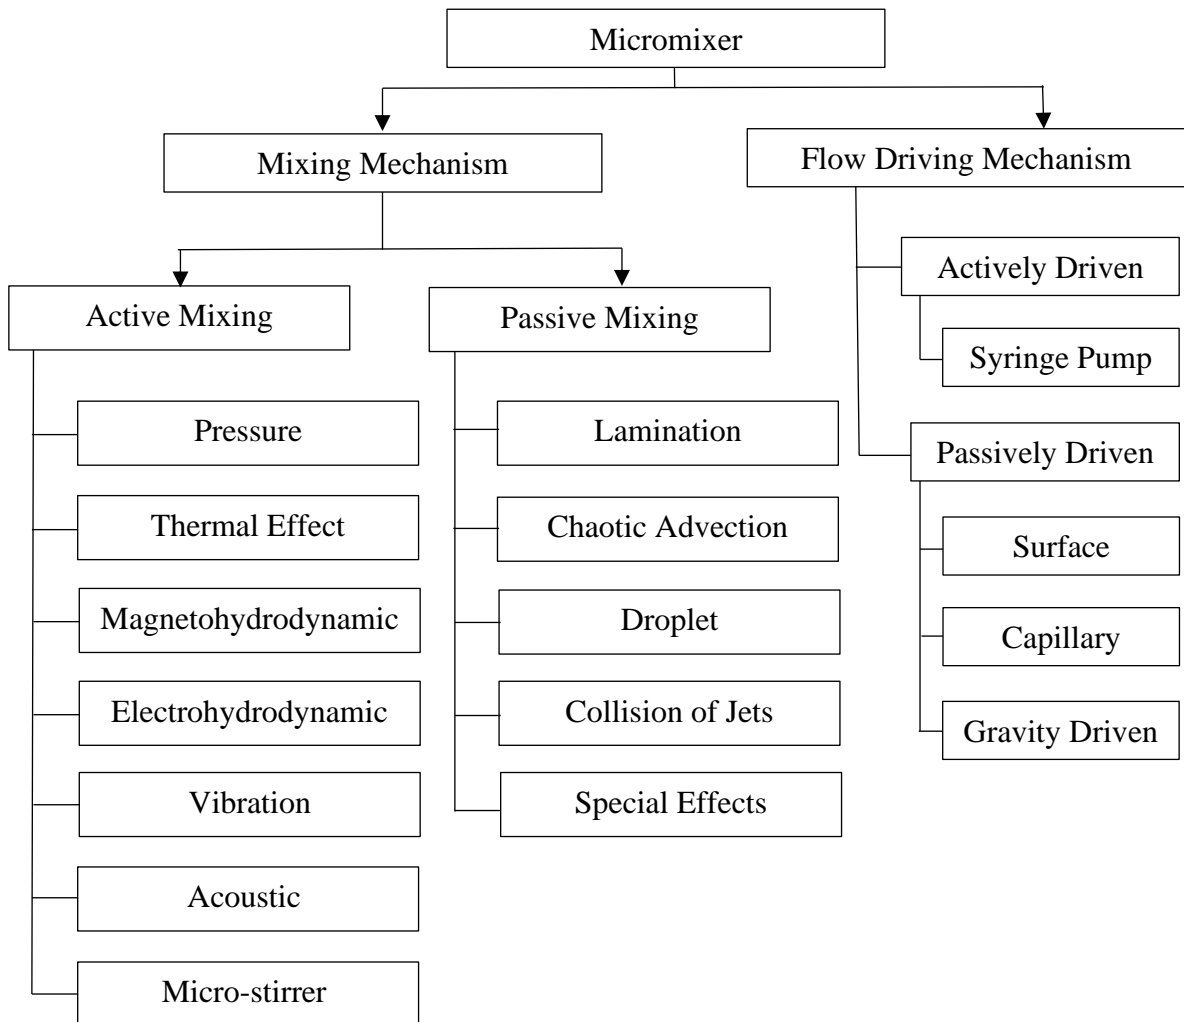 Micromixer
Mixing Mechanism
Flow Driving Mechanism
Active Mixing
Pressure
Thermal Effect
Magnetohydrodynamic
Electrohydrodynamic
Vibration
Acoustic
Micro-stirrer
Passive Mixing
Lamination
Chaotic Advection
Droplet
Collision of Jets
Special Effects
Actively Driven
Syringe Pump
Passively Driven
Surface
Capillary
Gravity Driven